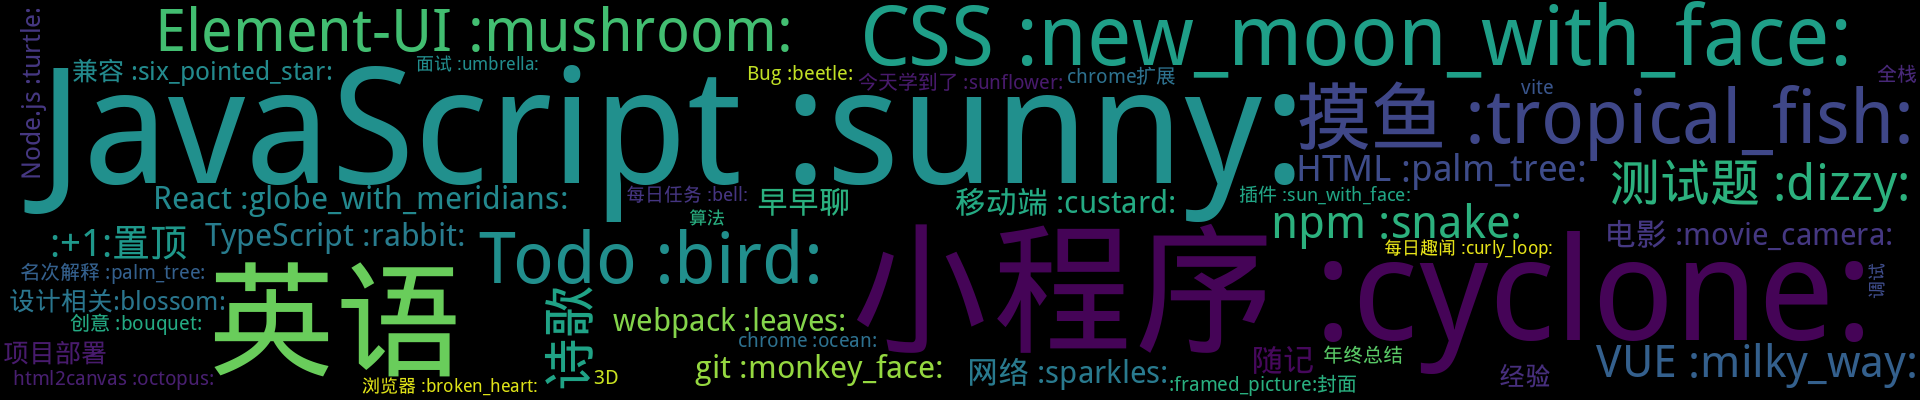 Element-UI :mushroom:
CSS :new_moon_with_face:
Node.js :turtle:
兼容 :six_pointed_star:
面试 :umbrella:
Bug :beetle:
今天学到了 :sunflower:
chrome扩展
全栈
vite
JavaScript :sunny:
摸鱼 :tropical_fish:
HTML :palm_tree:
测试题 :dizzy:
React :globe_with_meridians:
每日任务 :bell:
早早聊
移动端 :custard:
插件 :sun_with_face:
算法
npm :snake:
:+1:置顶
TypeScript :rabbit:
Todo :bird:
每日趣闻 :curly_loop:
电影 :movie_camera:
名次解释 :palm_tree:
英语
小程序 :cyclone:
调试
设计相关:blossom:
诗歌
创意 :bouquet:
webpack :leaves:
chrome :ocean:
项目部署
随记
年终总结
VUE :milky_way:
html2canvas :octopus:
浏览器 :broken_heart:
3D
git :monkey_face:
网络 :sparkles:
:framed_picture:封面
经验